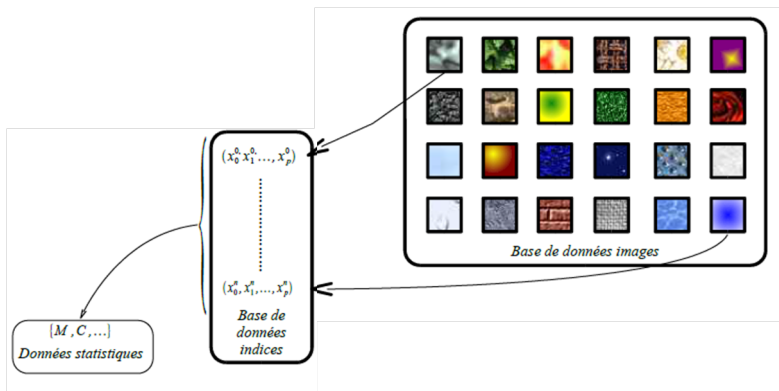 (x₀⁰, x₁⁰, …, xₚ⁰)
(x₀ⁿ, x₁ⁿ, …, xₚⁿ)
Base de
données
indices
Base de données images
{M , C , …}
Données statistiques